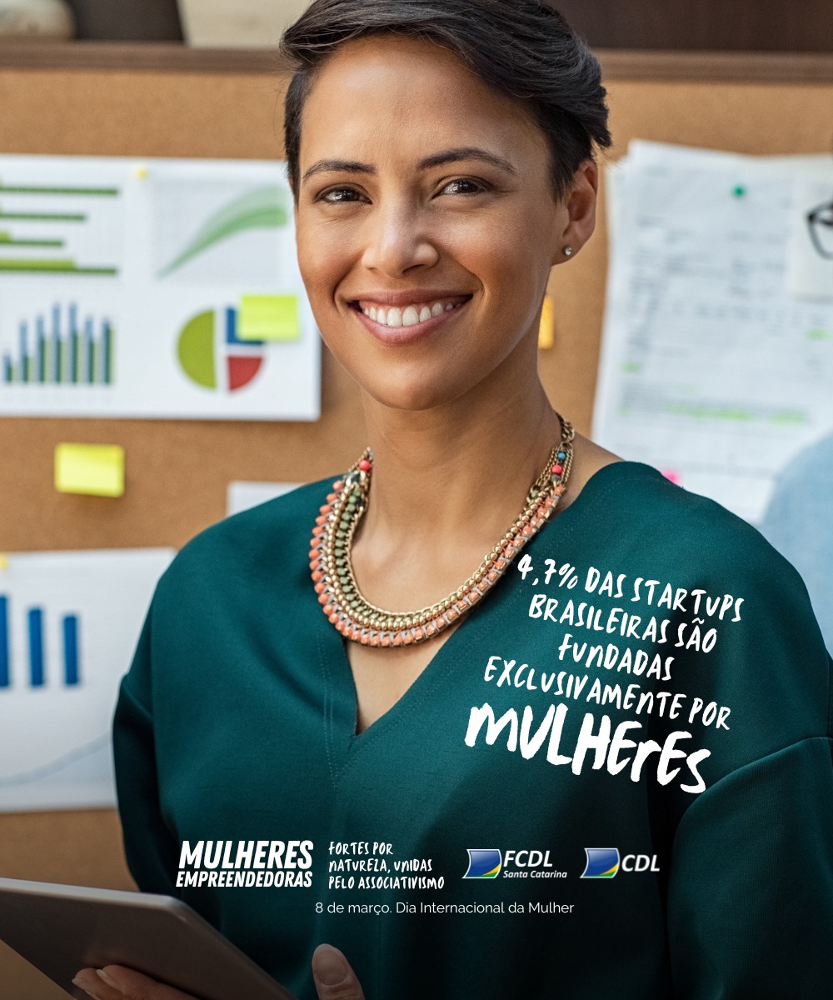 4,7% DAS STARTUPS
BRASILEIRAS SÃO
FUNDADAS
EXCLUSIVAMENTE POR
MULHERES
MULHERES
EMPREENDEDORAS
FORTES POR
NATUREZA, UNIDAS
PELO ASSOCIATIVISMO
FCDL
Santa Catarina
CDL
8 de março. Dia Internacional da Mulher